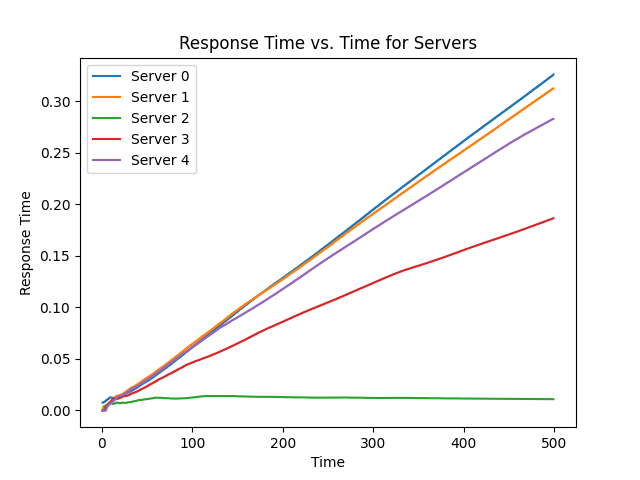 Response Time vs. Time for Servers
Server 0
Server 1
Server 2
Server 3
Server 4
Response Time
0.30
0.25
0.20
0.15
0.10
0.05
0.00
0 100 200 300 400 500
Time